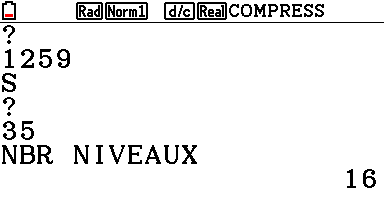 Rad Norm1 d/c Real COMPRESS
?
1259
S
?
35
NBR NIVEAUX
16